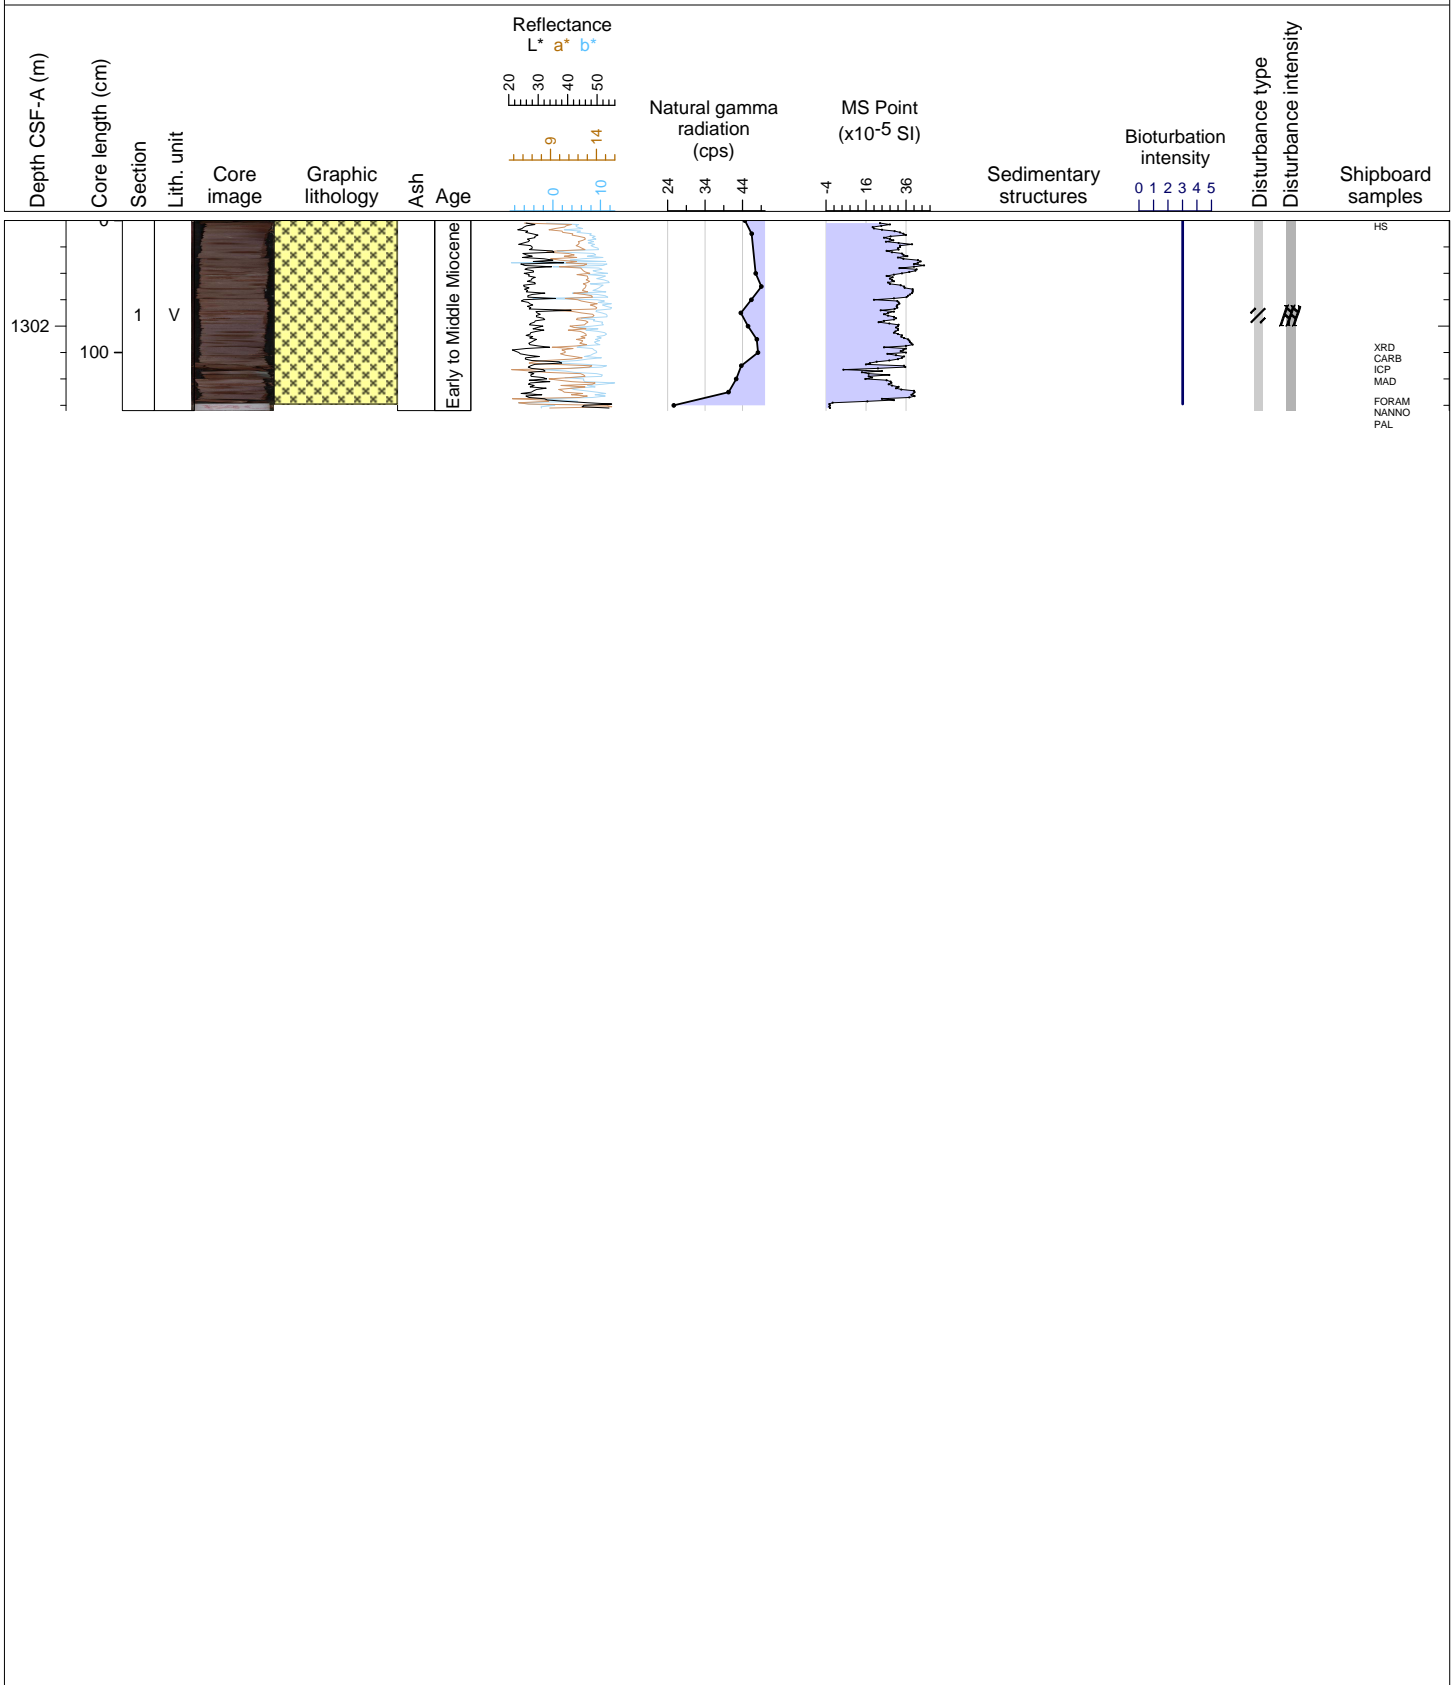 Depth CSF-A (m)
Core length (cm)
Section
Lith. unit
Core
image
Graphic
lithology
Ash
Age
Reflectance
L* a* b*
20 30 40 50
9 14
0 10
Natural gamma
radiation
(cps)
24 34 44
MS Point
(x10-5 SI)
-4 16 36
Sedimentary
structures
Bioturbation
intensity
0 1 2 3 4 5
Disturbance type
Disturbance intensity
Shipboard
samples
0
1302
100
1
V
Early to Middle Miocene
HS
XRD
CARB
ICP
MAD
FORAM
NANNO
PAL